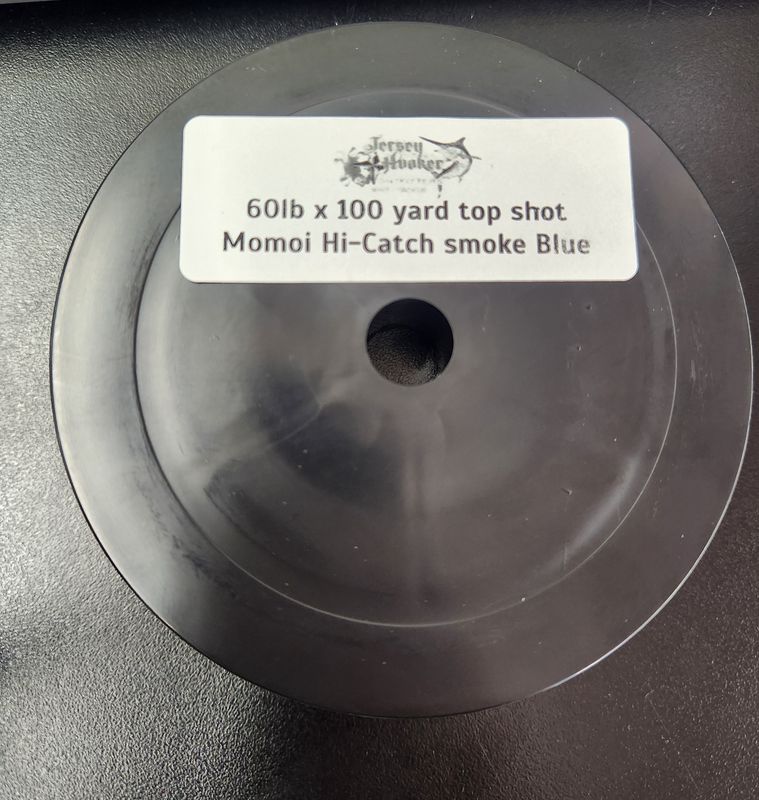 Jersey
Hooker
60lb x 100 yard top shot
Momoi Hi-Catch smoke Blue